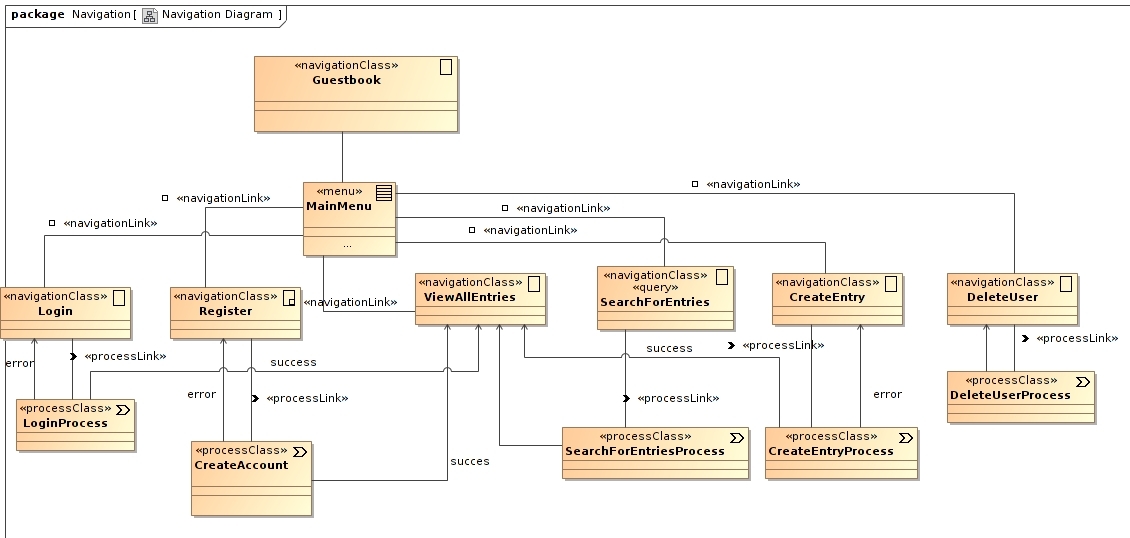 package Navigation[ Navigation Diagram ]
«navigationClass»
Guestbook
«menu»
MainMenu
...
«navigationLink»
«navigationLink»
«navigationLink»
«navigationLink»
«navigationLink»
«navigationLink»
«navigationClass»
Login
«navigationClass»
Register
«navigationClass»
ViewAllEntries
«navigationClass»
«query»
SearchForEntries
«navigationClass»
CreateEntry
«navigationClass»
DeleteUser
error
«processLink»
success
error
«processLink»
succes
«processLink»
success
«processLink»
error
«processLink»
«processClass»
LoginProcess
«processClass»
CreateAccount
«processClass»
SearchForEntriesProcess
«processClass»
CreateEntryProcess
«processClass»
DeleteUserProcess